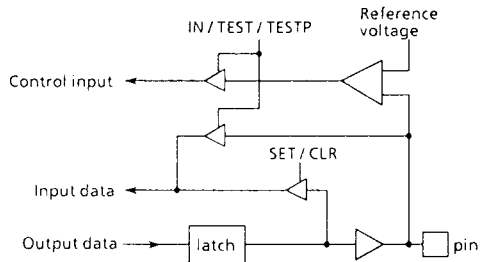 Reference
voltage
IN / TEST / TESTP
Control input
SET / CLR
Input data
Output data
latch
pin